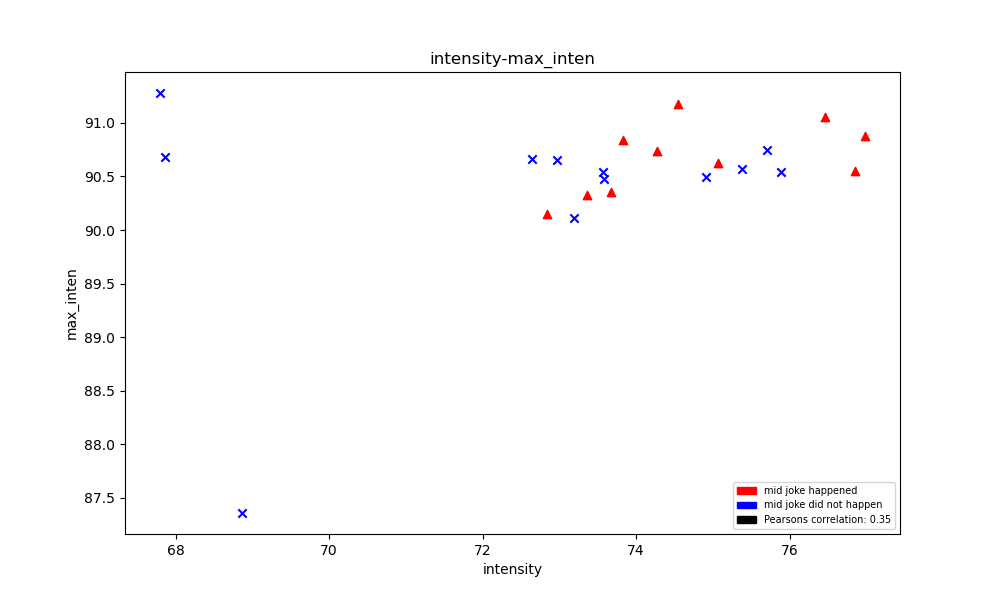 intensity-max_inten
max_inten
91.0
90.5
90.0
89.5
89.0
88.5
88.0
87.5
68
70
72
74
76
intensity
mid joke happened
mid joke did not happen
Pearsons correlation: 0.35